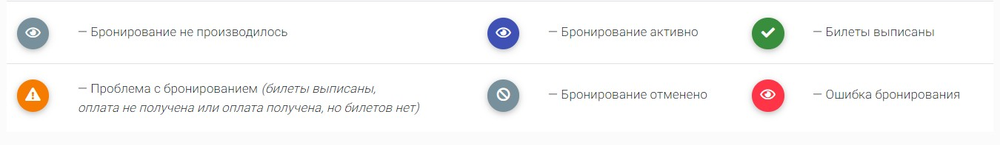 — Бронирование не производилось
— Бронирование активно
— Билеты выписаны
— Проблема с бронированием (билеты выписаны,
оплата не получена или оплата получена, но билетов нет)
— Бронирование отменено
— Ошибка бронирования